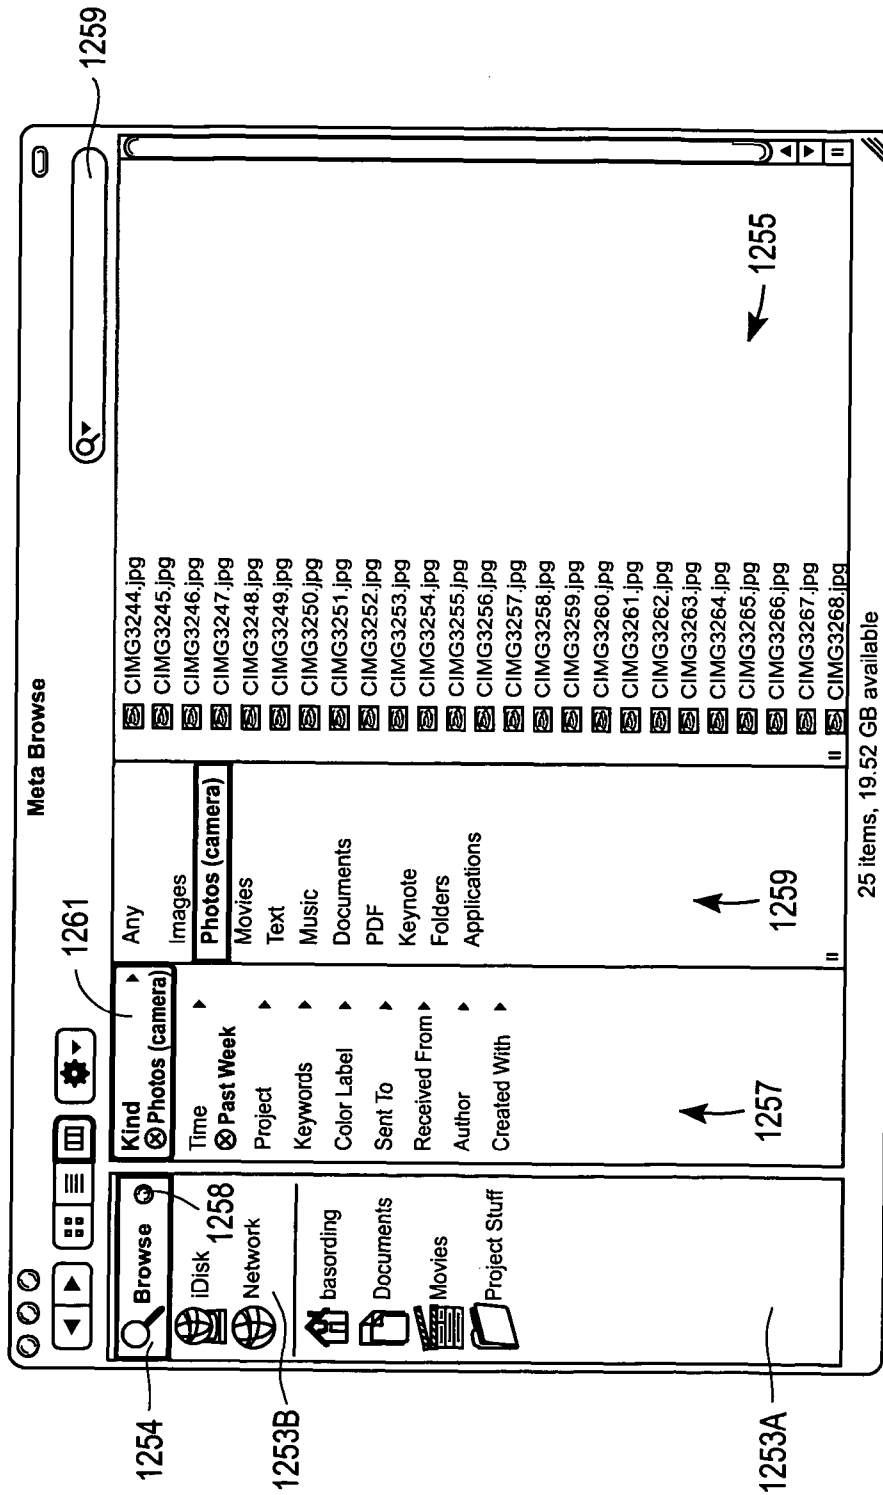 Meta Browse
1259
1261
1254
Browse
1258
iDisk
Network
1253B
basording
Documents
Movies
Project Stuff
1253A
Kind
Photos (camera)
Time
Past Week
Project
Keywords
Color Label
Sent To
Received From
Author
Created With
1257
Any
Images
Photos (camera)
Movies
Text
Music
Documents
PDF
Keynote
Folders
Applications
1259
CIMG3244.jpg
CIMG3245.jpg
CIMG3246.jpg
CIMG3247.jpg
CIMG3248.jpg
CIMG3249.jpg
CIMG3250.jpg
CIMG3251.jpg
CIMG3252.jpg
CIMG3253.jpg
CIMG3254.jpg
CIMG3255.jpg
CIMG3256.jpg
CIMG3257.jpg
CIMG3258.jpg
CIMG3259.jpg
CIMG3260.jpg
CIMG3261.jpg
CIMG3262.jpg
CIMG3263.jpg
CIMG3264.jpg
CIMG3265.jpg
CIMG3266.jpg
CIMG3267.jpg
CIMG3268.jpg
1255
25 items, 19.52 GB available